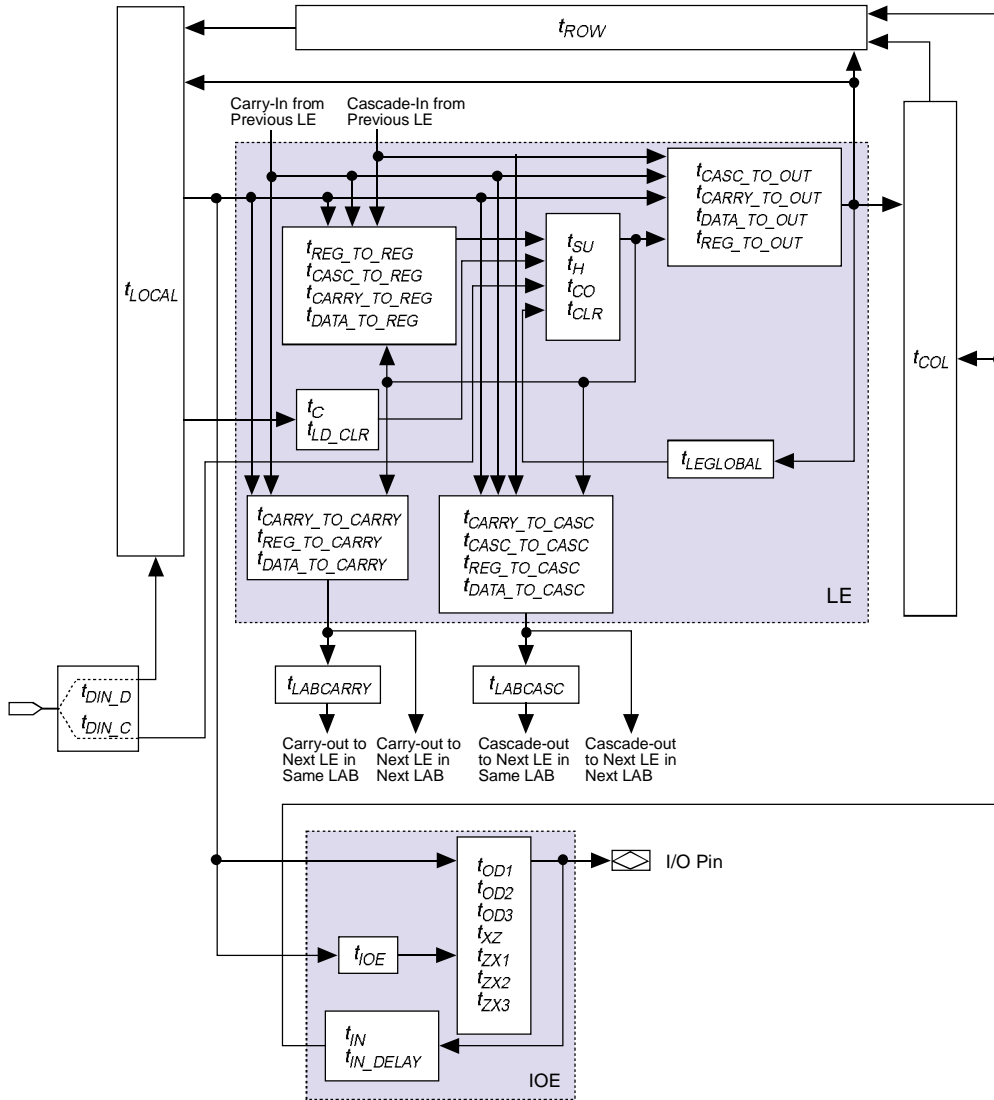 tROW
Carry-In from
Previous LE
Cascade-In from
Previous LE
tCASC_TO_OUT
tCARRY_TO_OUT
tDATA_TO_OUT
tREG_TO_OUT
tREG_TO_REG
tCASC_TO_REG
tCARRY_TO_REG
tDATA_TO_REG
tSU
tH
tCO
tCLR
tLOCAL
tCOL
tC
tLD_CLR
tLEGLOBAL
tCARRY_TO_CARRY
tREG_TO_CARRY
tDATA_TO_CARRY
tCARRY_TO_CASC
tCASC_TO_CASC
tREG_TO_CASC
tDATA_TO_CASC
LE
tDIN_D
tDIN_C
tLABCARRY
tLABCASC
Carry-out to
Next LE in
Same LAB
Carry-out to
Next LE in
Next LAB
Cascade-out
to Next LE in
Same LAB
Cascade-out
to Next LE in
Next LAB
tOD1
tOD2
tOD3
tXZ
tZX1
tZX2
tZX3
I/O Pin
tIOE
tIN
tIN_DELAY
IOE